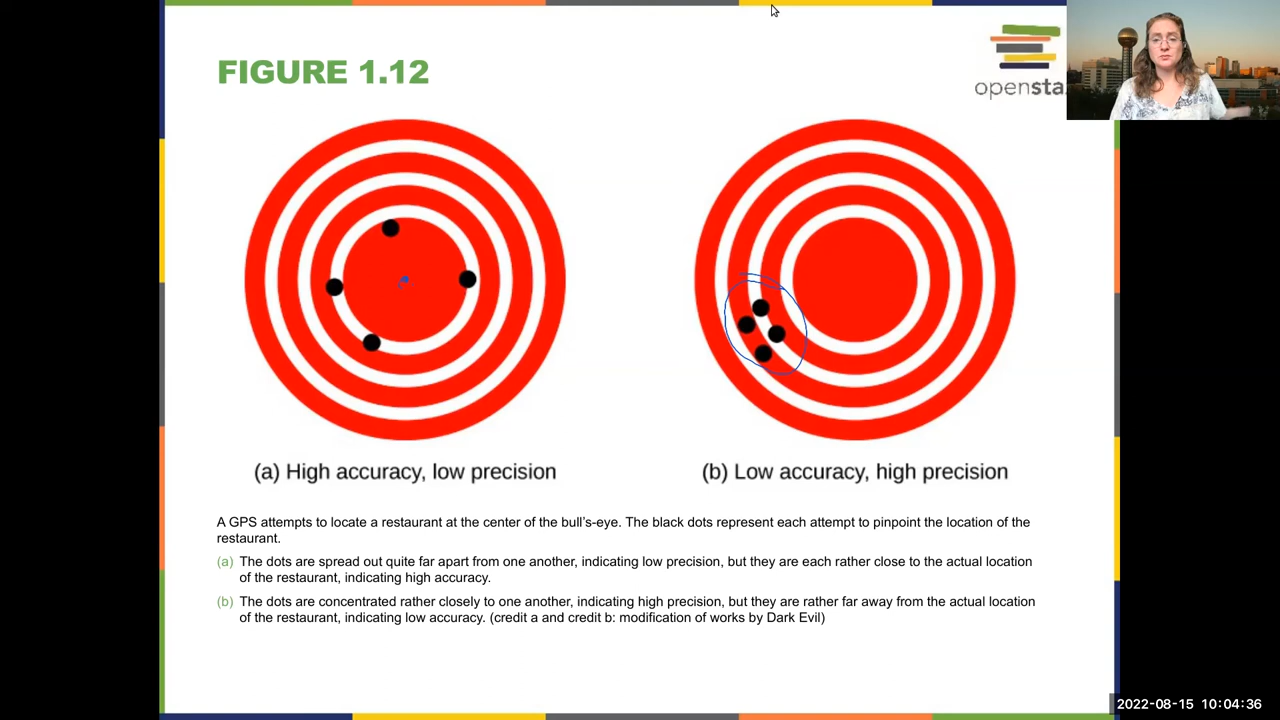 FIGURE 1.12
opensta
(a) High accuracy, low precision
(b) Low accuracy, high precision
A GPS attempts to locate a restaurant at the center of the bull’s-eye. The black dots represent each attempt to pinpoint the location of the
restaurant.
(a) The dots are spread out quite far apart from one another, indicating low precision, but they are each rather close to the actual location
of the restaurant, indicating high accuracy.
(b) The dots are concentrated rather closely to one another, indicating high precision, but they are rather far away from the actual location
of the restaurant, indicating low accuracy. (credit a and credit b: modification of works by Dark Evil)
2022-08-15 10:04:36